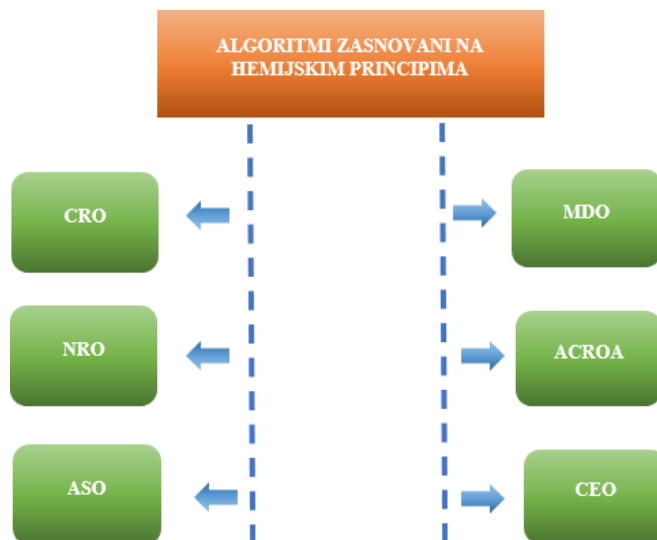 ALGORITMI ZASNOVANI NA
HEMIJSKIM PRINCIPIMA
CRO
MDO
NRO
ACROA
ASO
CEO